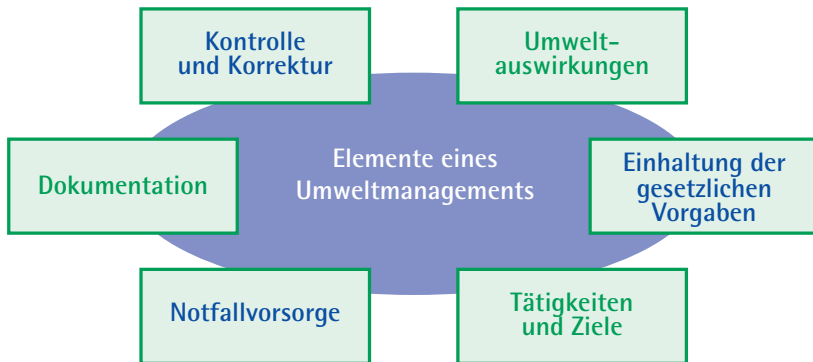 Kontrolle
und Korrektur
Umwelt-
auswirkungen
Dokumentation
Elemente eines
Umweltmanagements
Einhaltung der
gesetzlichen
Vorgaben
Notfallvorsorge
Tätigkeiten
und Ziele